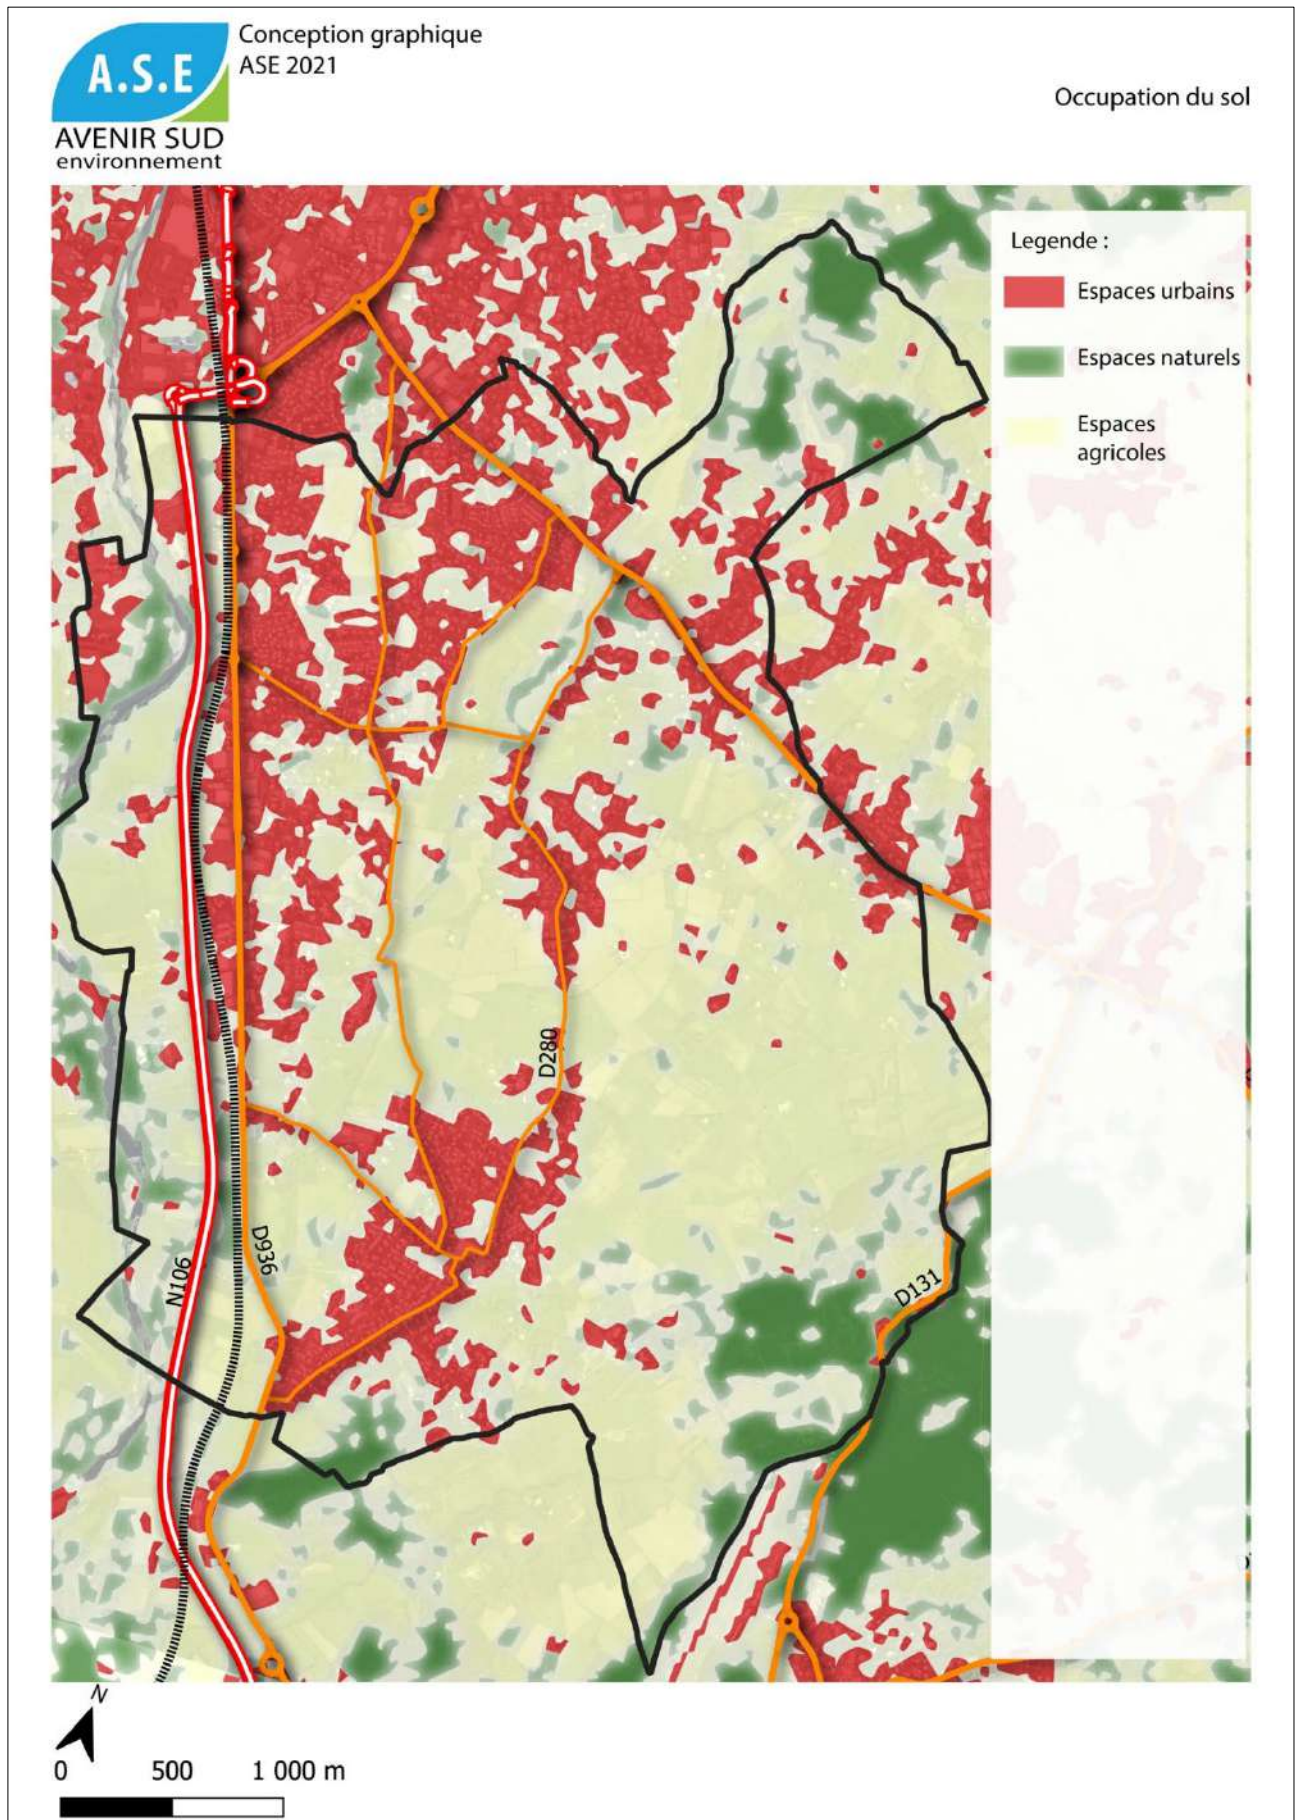 A.S.E
AVENIR SUD
environnement
Conception graphique
ASE 2021
Occupation du sol
Legende :
Espaces urbains
Espaces naturels
Espaces
agricoles
D280
D936
N106
D131
N
0 500 1 000 m